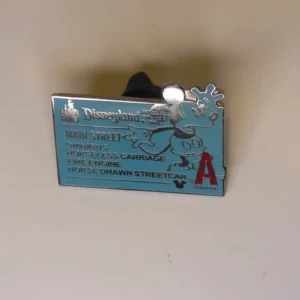 Disneyland
MAIN STREET
OMNIBUS
HORSELESS CARRIAGE
FIRE ENGINE
HORSE DRAWN STREETCAR
A